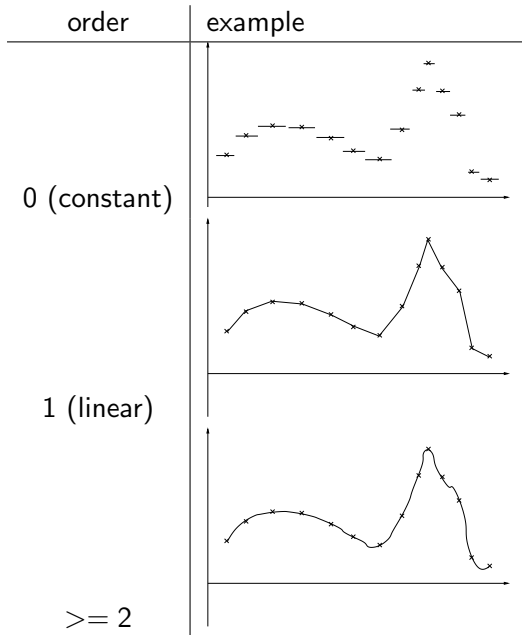 order example
0 (constant)
1 (linear)
>= 2